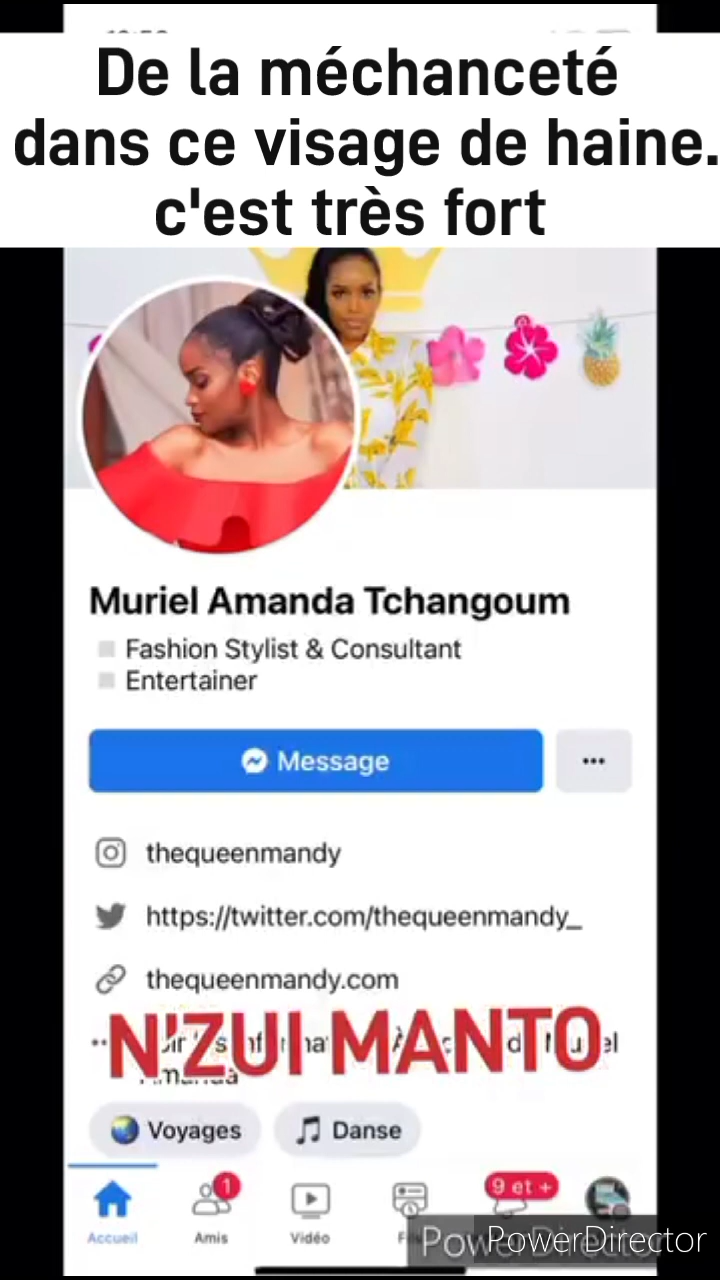 De la méchanceté
dans ce visage de haine.
c'est très fort
Muriel Amanda Tchangoum
Fashion Stylist & Consultant
Entertainer
Message
thequeenmandy
https://twitter.com/thequeenmandy_
thequeenmandy.com
N'ZUI MANTO
Voyages
Danse
1
9 et +
Accueil
Amis
Vidéo
PowerDirector